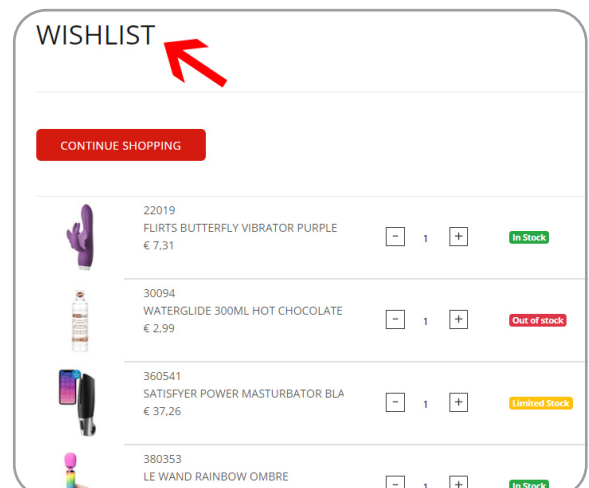 WISHLIST
CONTINUE SHOPPING
22019
FLIRTS BUTTERFLY VIBRATOR PURPLE
€ 7,31
- 1 +
In Stock
30094
WATERGLIDE 300ML HOT CHOCOLATE
€ 2,99
- 1 +
Out of stock
360541
SATISFYER POWER MASTURBATOR BLA
€ 37,26
- 1 +
Limited Stock
380353
LE WAND RAINBOW OMBRE
- 1 +
In Stock